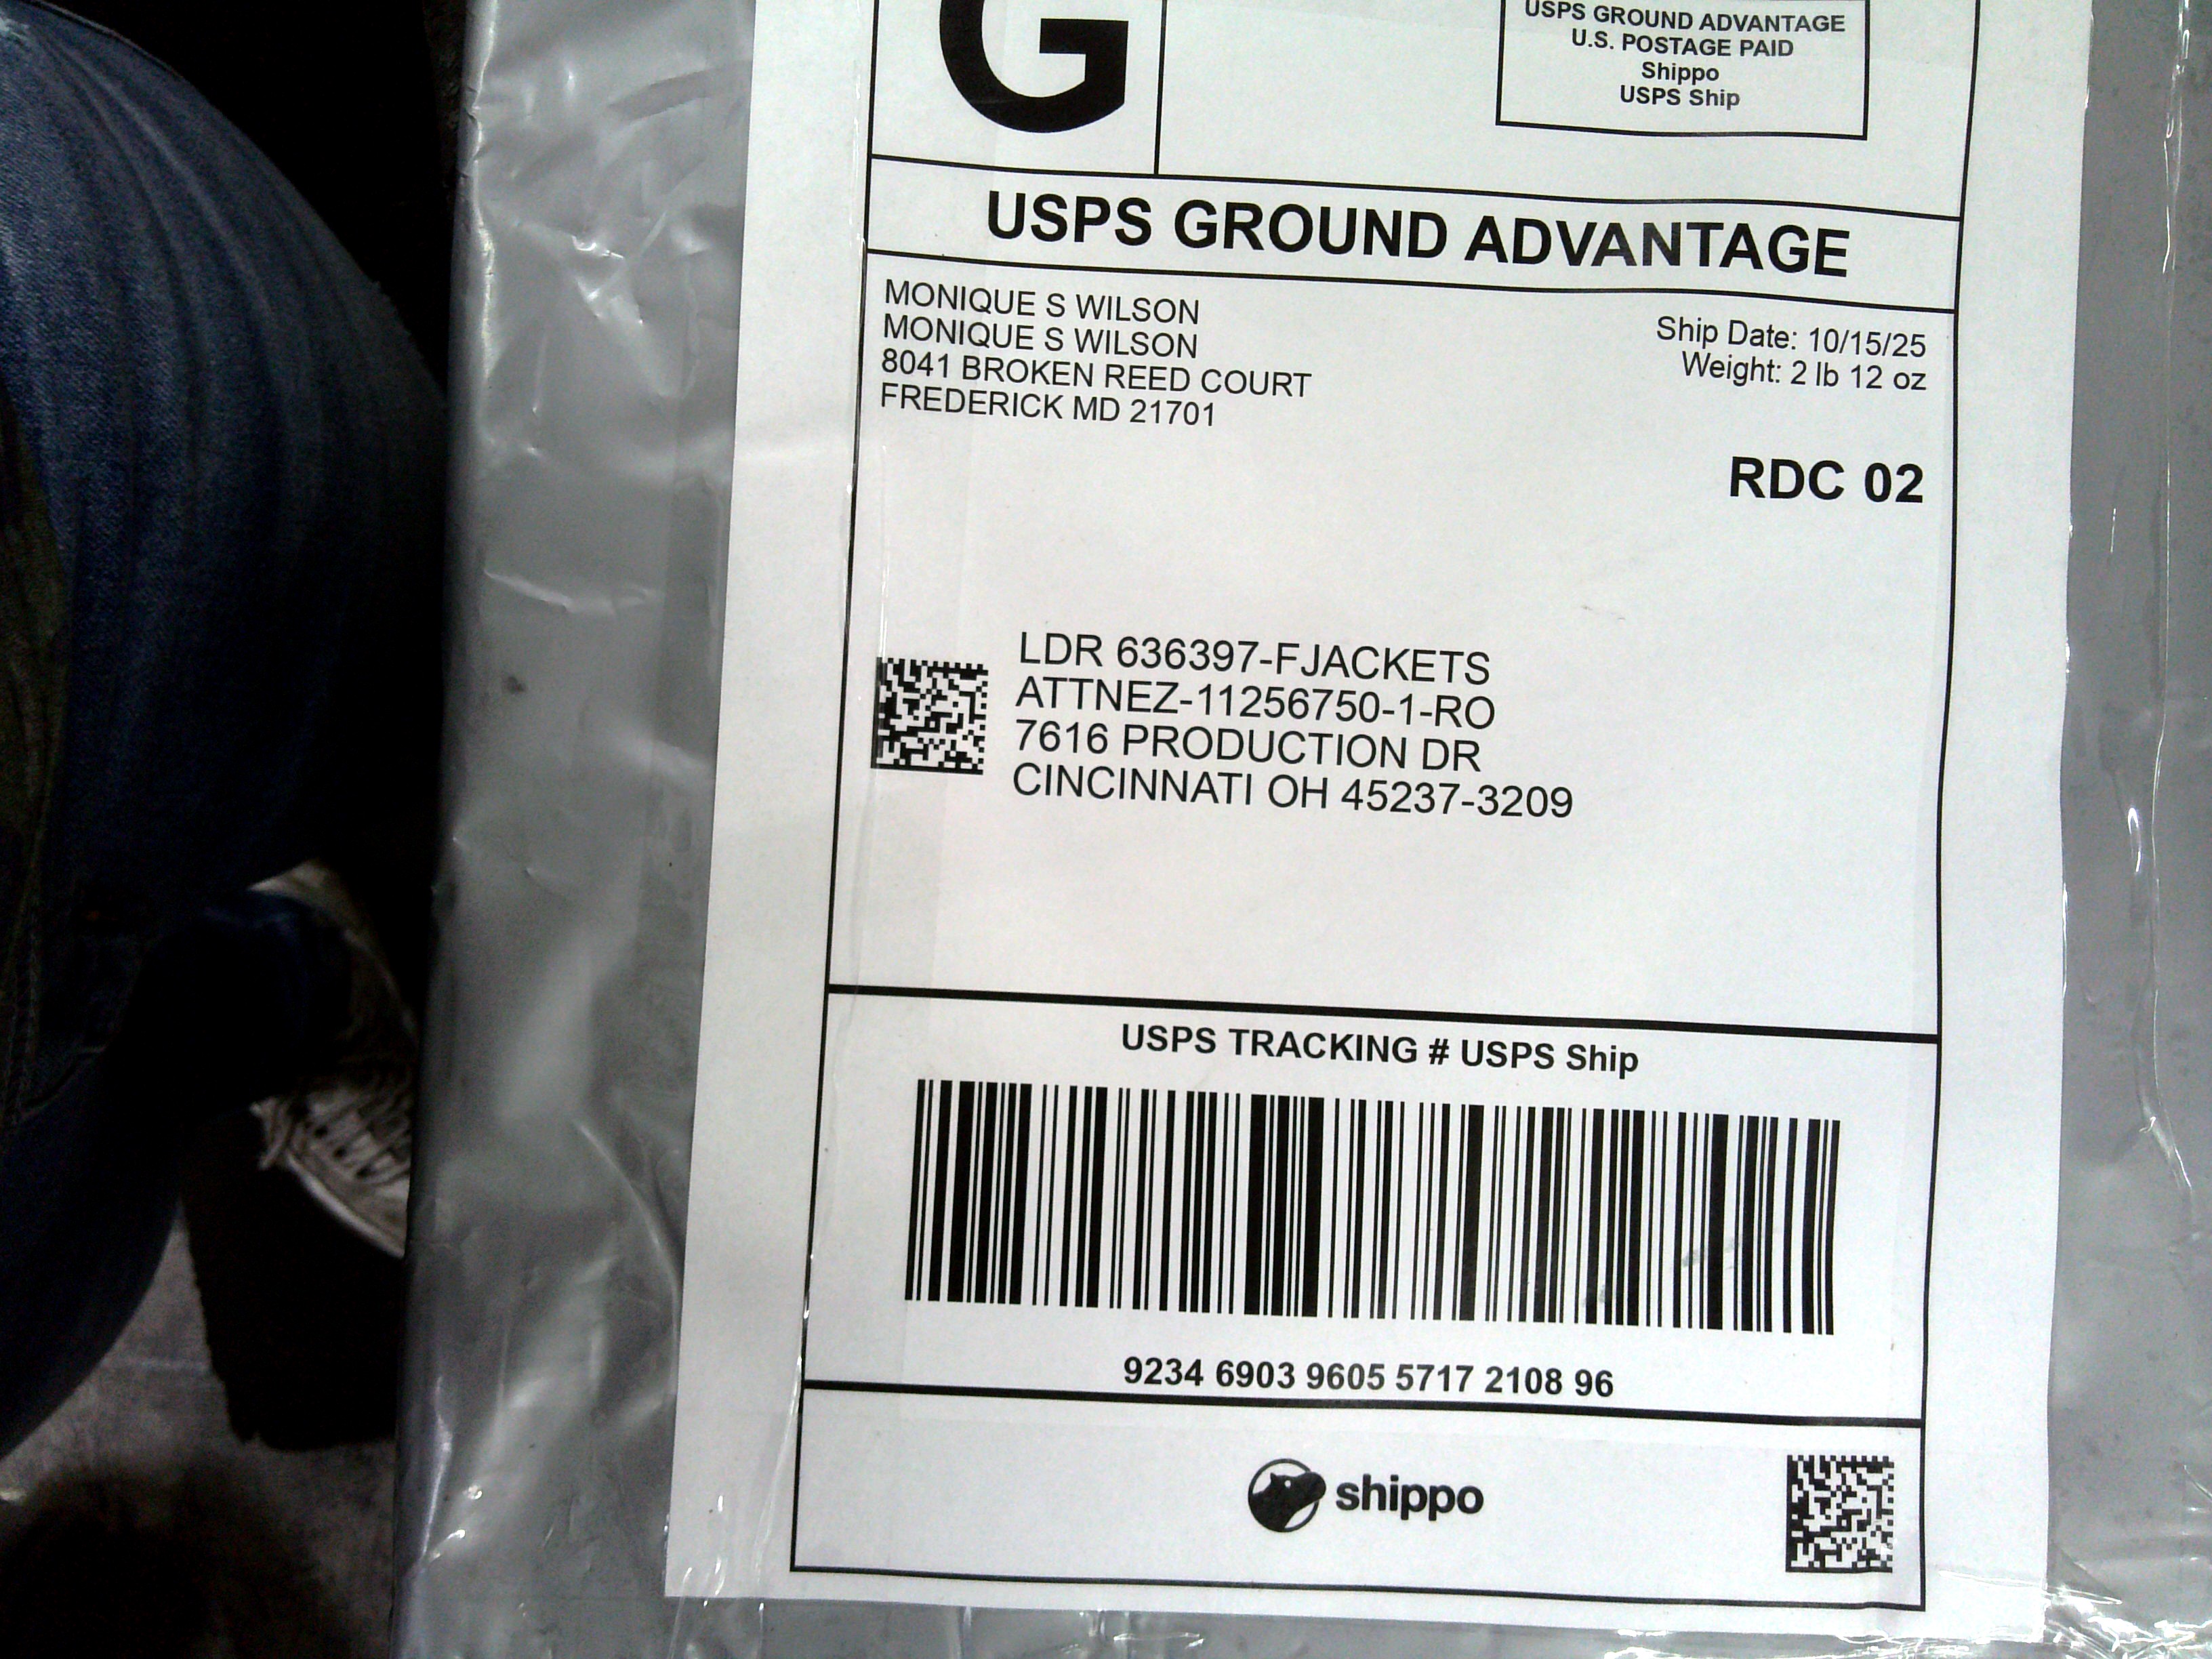 G
USPS GROUND ADVANTAGE
U.S. POSTAGE PAID
Shippo
USPS Ship
USPS GROUND ADVANTAGE
MONIQUE S WILSON
MONIQUE S WILSON
8041 BROKEN REED COURT
FREDERICK MD 21701
Ship Date: 10/15/25
Weight: 2 lb 12 oz
RDC 02
LDR 636397-FJACKETS
ATTNEZ-11256750-1-RO
7616 PRODUCTION DR
CINCINNATI OH 45237-3209
USPS TRACKING # USPS Ship
9234 6903 9605 5717 2108 96
shippo